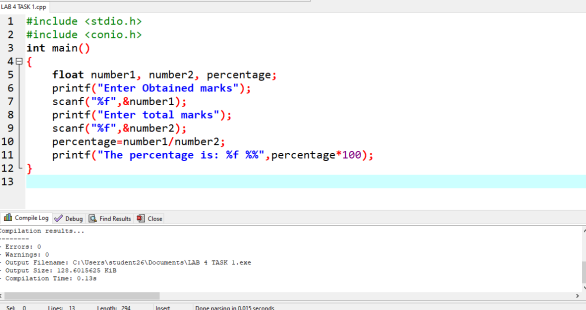 LAB 4 TASK 1.cpp
1 #include <stdio.h>
2 #include <conio.h>
3 int main()
4 {
5 float number1, number2, percentage;
6 printf("Enter Obtained marks");
7 scanf("%f",&number1);
8 printf("Enter total marks");
9 scanf("%f",&number2);
10 percentage=number1/number2;
11 printf("The percentage is: %f %%",percentage*100);
12 }
13
Compile Log Debug Find Results Close
Compilation results...
--------
- Errors: 0
- Warnings: 0
- Output Filename: C:\Users\student26\Documents\LAB 4 TASK 1.exe
- Output Size: 128.6015625 KiB
- Compilation Time: 0.13s
Sel: 0 Lines: 13 Length: 294 Insert Done parsing in 0.015 seconds